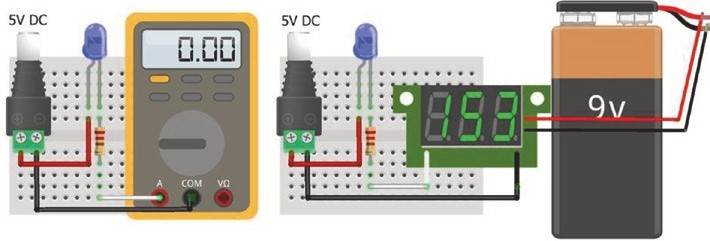 5V DC
0.00
A COM VΩ
5V DC
153
9v